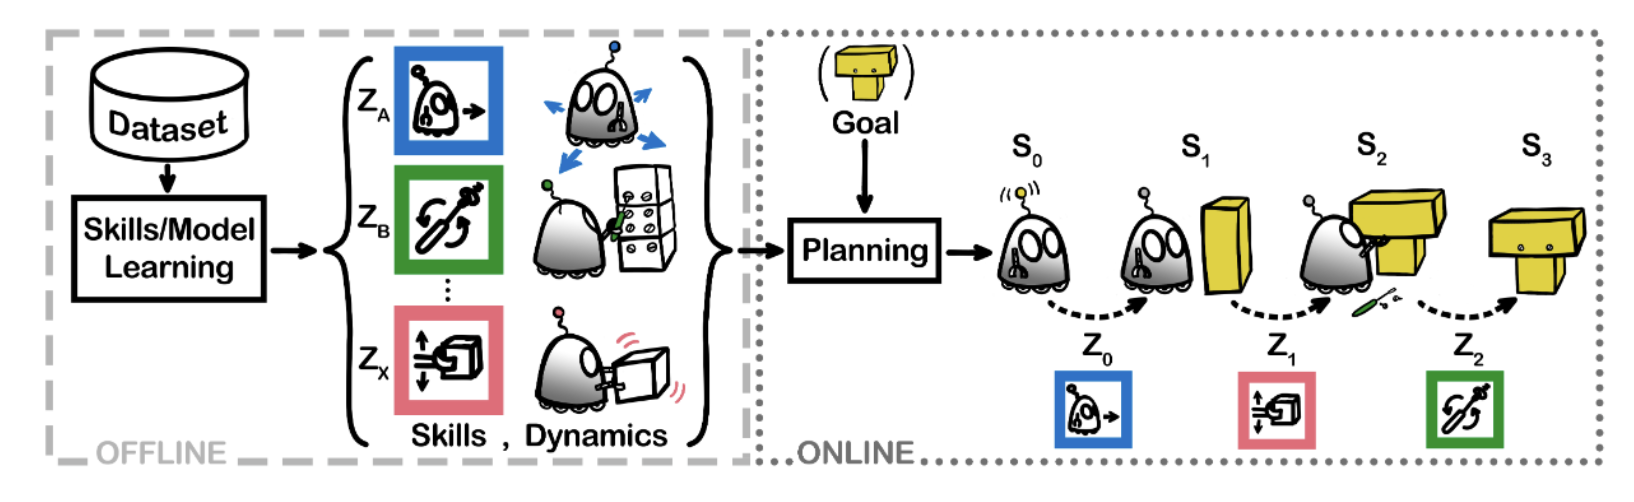 Dataset
Skills/Model
Learning
Z_A
Z_B
Z_X
Skills , Dynamics
OFFLINE
Goal
Planning
S_0
S_1
S_2
S_3
Z_0
Z_1
Z_2
ONLINE